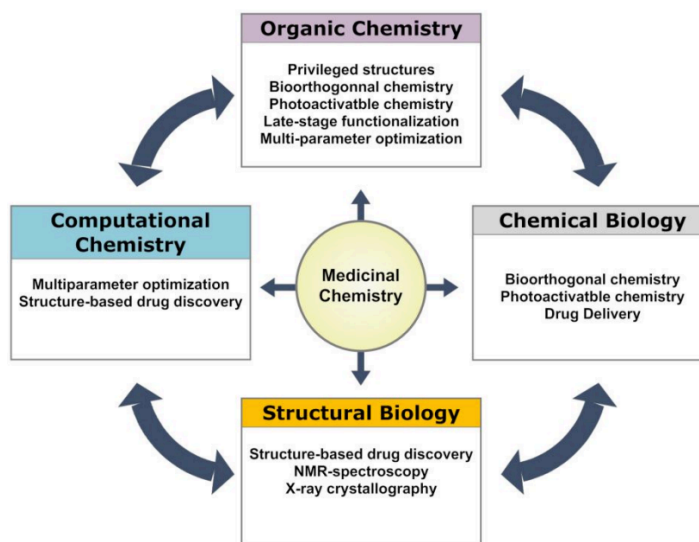 Organic Chemistry
Privileged structures
Bioorthogonnal chemistry
Photoactivatble chemistry
Late-stage functionalization
Multi-parameter optimization
Computational
Chemistry
Multiparameter optimization
Structure-based drug discovery
Medicinal
Chemistry
Chemical Biology
Bioorthogonal chemistry
Photoactivatble chemistry
Drug Delivery
Structural Biology
Structure-based drug discovery
NMR-spectroscopy
X-ray crystallography